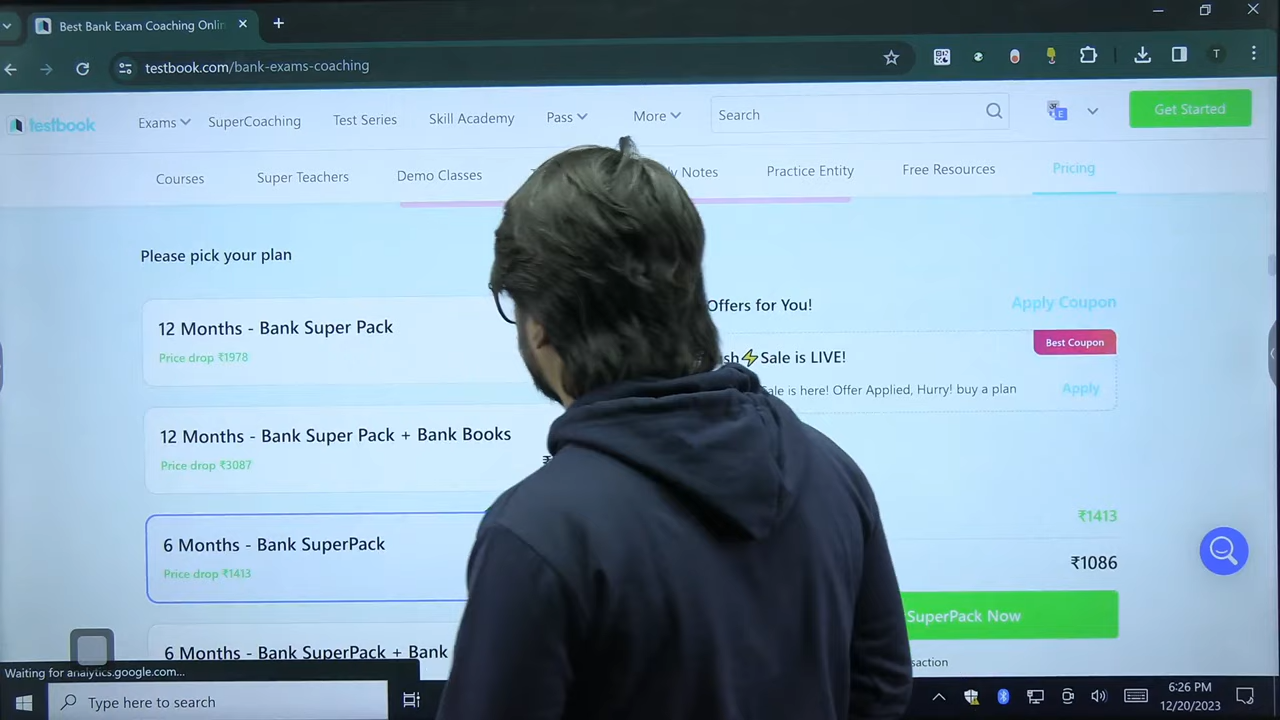 Best Bank Exam Coaching Onlin
testbook.com/bank-exams-coaching
T
testbook
Exams
SuperCoaching
Test Series
Skill Academy
Pass
More
Search
E
Get Started
Courses
Super Teachers
Demo Classes
Notes
Practice Entity
Free Resources
Pricing
Please pick your plan
12 Months - Bank Super Pack
Price drop ₹1978
12 Months - Bank Super Pack + Bank Books
Price drop ₹3087
6 Months - Bank SuperPack
Price drop ₹1413
6 Months - Bank SuperPack + Bank
Offers for You!
Apply Coupon
Best Coupon
Sale is LIVE!
Sale is here! Offer Applied, Hurry! buy a plan
Apply
₹1413
₹1086
SuperPack Now
Waiting for analytics.google.com...
Type here to search
6:26 PM
12/20/2023